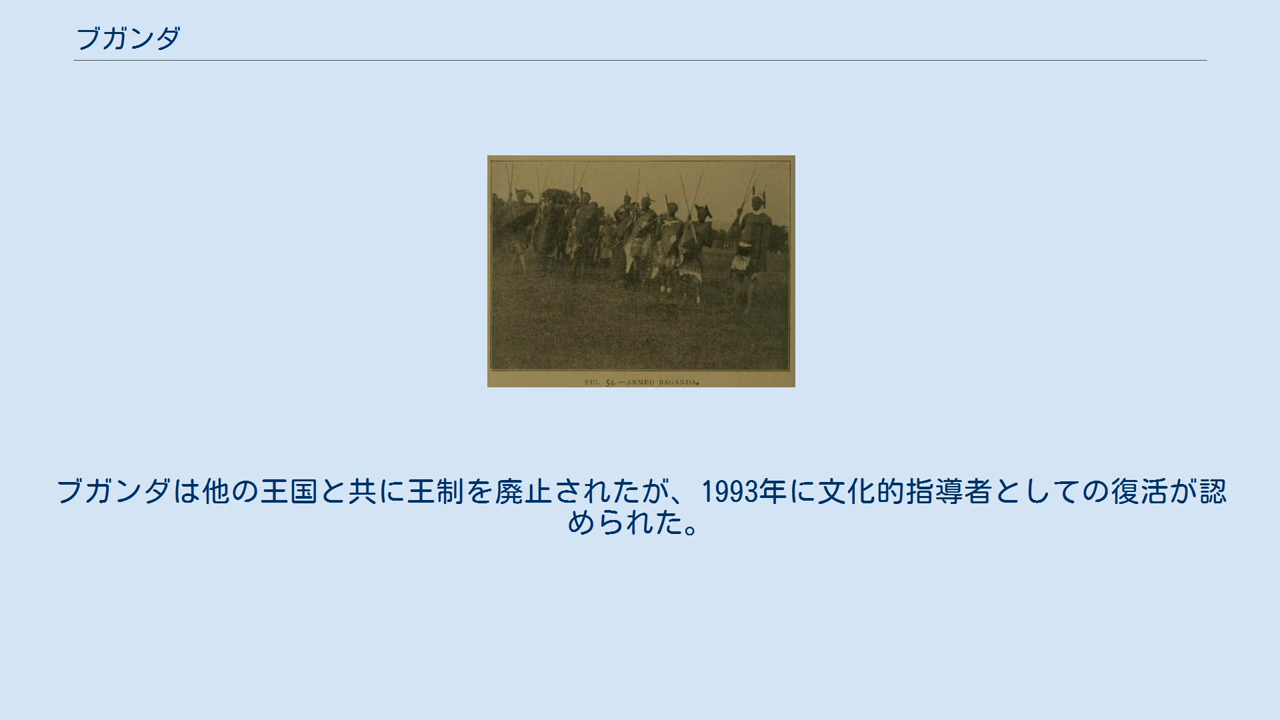 ブガンダ
FIG. 54.—ARMED BAGANDA.
ブガンダは他の王国と共に王制を廃止されたが、1993年に文化的指導者としての復活が認
められた。